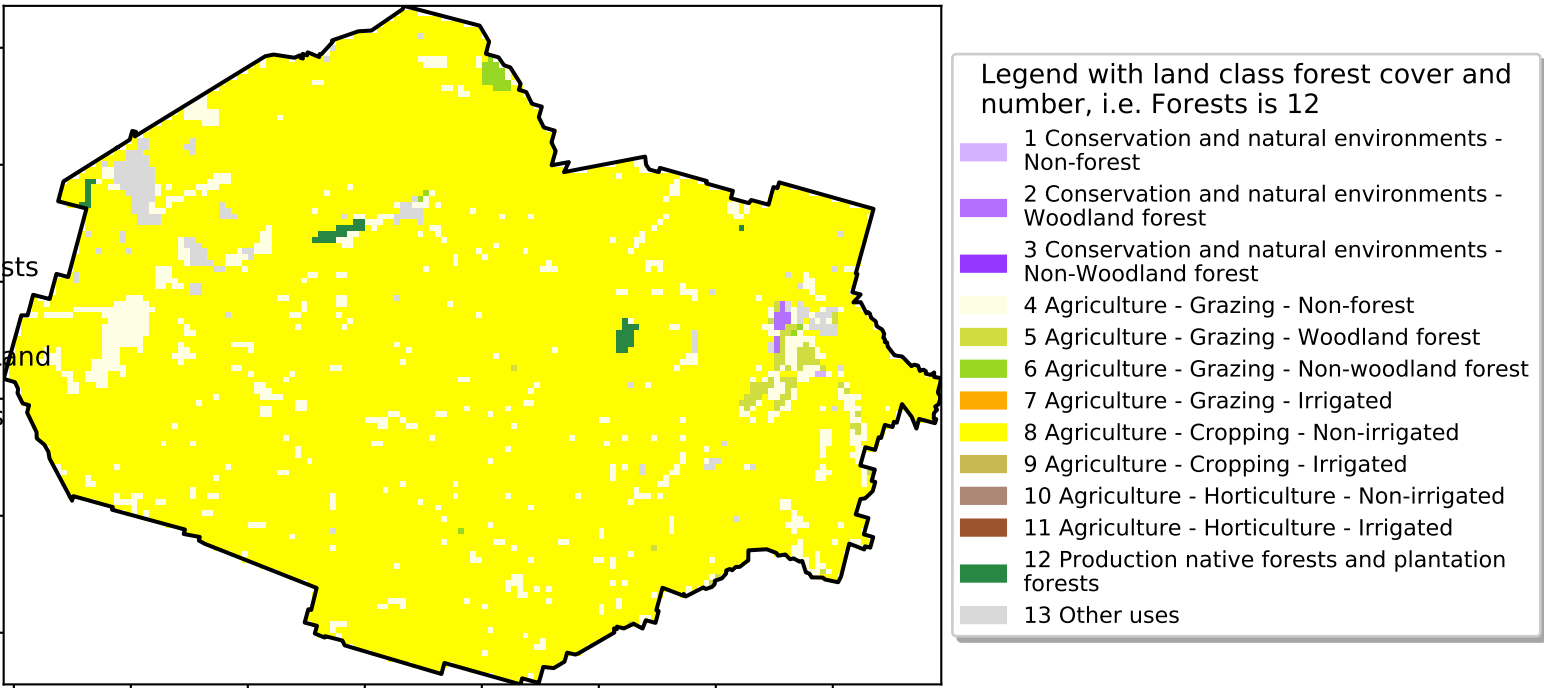 Legend with land class forest cover and
number, i.e. Forests is 12
1 Conservation and natural environments -
Non-forest
2 Conservation and natural environments -
Woodland forest
3 Conservation and natural environments -
Non-Woodland forest
4 Agriculture - Grazing - Non-forest
5 Agriculture - Grazing - Woodland forest
6 Agriculture - Grazing - Non-woodland forest
7 Agriculture - Grazing - Irrigated
8 Agriculture - Cropping - Non-irrigated
9 Agriculture - Cropping - Irrigated
10 Agriculture - Horticulture - Non-irrigated
11 Agriculture - Horticulture - Irrigated
12 Production native forests and plantation
forests
13 Other uses
sts
and